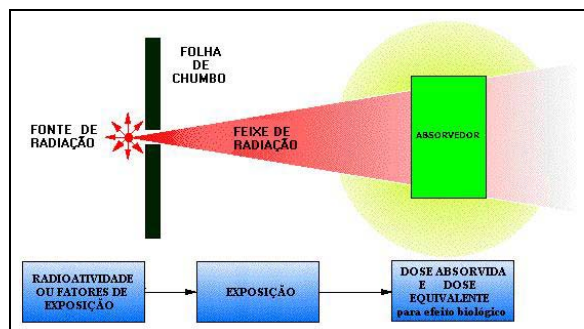 FOLHA
DE
CHUMBO
FONTE DE
RADIAÇÃO
FEIXE DE
RADIAÇÃO
ABSORVEDOR
RADIOATIVIDADE
OU FATORES DE
EXPOSIÇÃO
EXPOSIÇÃO
DOSE ABSORVIDA
E DOSE
EQUIVALENTE
para efeito biológico